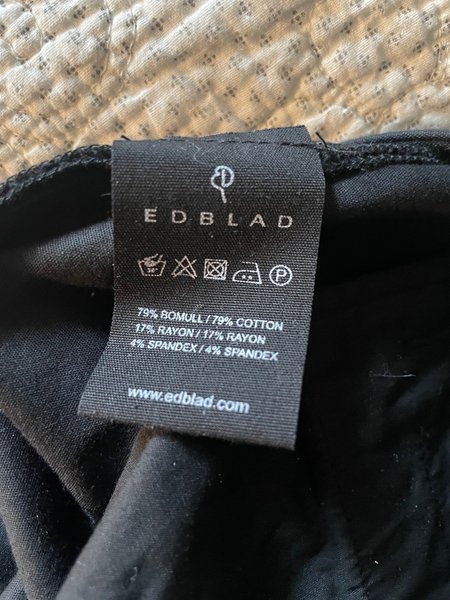 EDBLAD
P
79% BOMULL / 79% COTTON
17% RAYON / 17% RAYON
4% SPANDEX / 4% SPANDEX
www.edblad.com